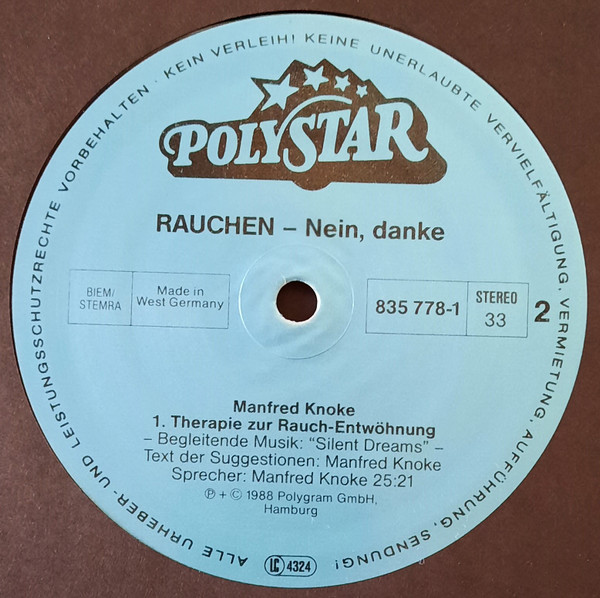 ALLE URHEBER- UND LEISTUNGSSCHUTZRECHTE VORBEHALTEN · KEIN VERLEIH! KEINE UNERLAUBTE VERVIELFÄLTIGUNG, VERMIETUNG, AUFFÜHRUNG, SENDUNG!
POLYSTAR
RAUCHEN – Nein, danke
BIEM/
STEMRA
Made in
West Germany
835 778-1
STEREO
33
2
Manfred Knoke
1. Therapie zur Rauch-Entwöhnung
– Begleitende Musik: “Silent Dreams” –
Text der Suggestionen: Manfred Knoke
Sprecher: Manfred Knoke 25:21
Ⓟ + © 1988 Polygram GmbH,
Hamburg
LC 4324